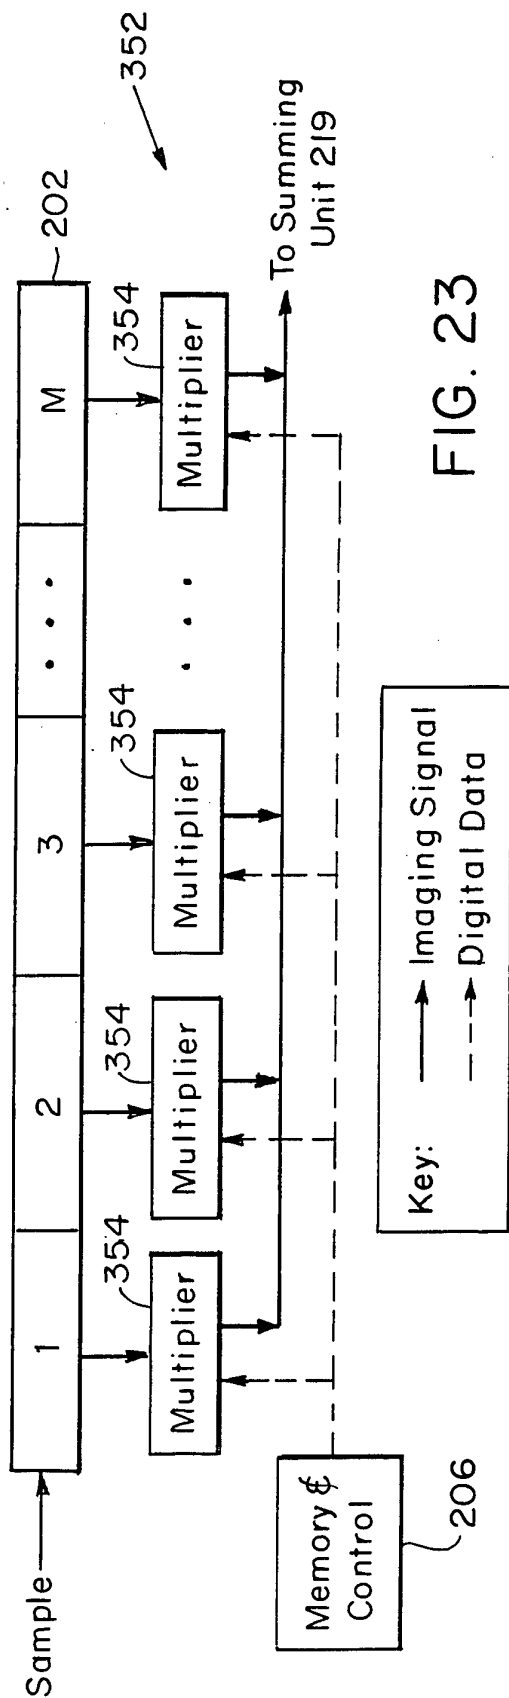 352
202
Sample
1
2
3
• • •
M
354
354
354
354
Multiplier
Multiplier
Multiplier
• • •
Multiplier
To Summing
Unit 219
Memory &
Control
206
Key:
Imaging Signal
Digital Data
FIG. 23